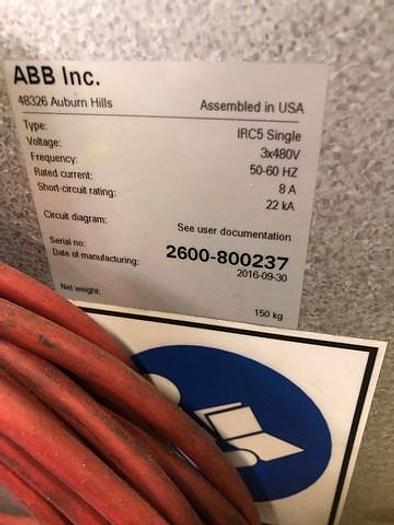 ABB Inc.
48326 Auburn Hills Assembled in USA
Type: IRC5 Single
Voltage: 3x480V
Frequency: 50-60 HZ
Rated current: 8 A
Short-circuit rating: 22 kA
Circuit diagram: See user documentation
Serial no: 2600-800237
Date of manufacturing: 2016-09-30
Net weight: 150 kg